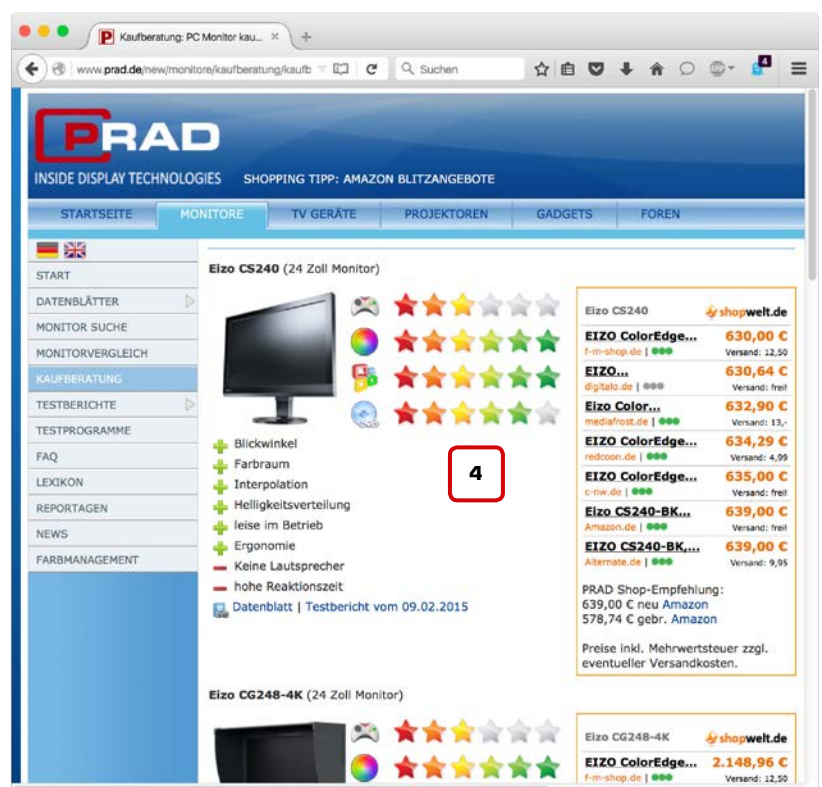 Kaufberatung: PC Monitor kau...
www.prad.de/new/monitore/kaufberatung/kaufb
Suchen
4
PRAD
INSIDE DISPLAY TECHNOLOGIES
SHOPPING TIPP: AMAZON BLITZANGEBOTE
STARTSEITE MONITORE TV GERÄTE PROJEKTOREN GADGETS FOREN
START
DATENBLÄTTER
MONITOR SUCHE
MONITORVERGLEICH
KAUFBERATUNG
TESTBERICHTE
TESTPROGRAMME
FAQ
LEXIKON
REPORTAGEN
NEWS
FARBMANAGEMENT
Eizo CS240 (24 Zoll Monitor)
Blickwinkel
Farbraum
Interpolation
Helligkeitsverteilung
leise im Betrieb
Ergonomie
Keine Lautsprecher
hohe Reaktionszeit
Datenblatt | Testbericht vom 09.02.2015
4
Eizo CS240 shopwelt.de
EIZO ColorEdge... 630,00 €
f-m-shop.de | Versand: 12,50
EIZO... 630,64 €
digitalo.de | Versand: frei!
Eizo Color... 632,90 €
mediafrost.de | Versand: 13,-
EIZO ColorEdge... 634,29 €
redcoon.de | Versand: 4,99
EIZO ColorEdge... 635,00 €
c-nw.de | Versand: frei!
Eizo CS240-BK... 639,00 €
Amazon.de | Versand: frei!
EIZO CS240-BK,... 639,00 €
Alternate.de | Versand: 9,95
PRAD Shop-Empfehlung:
639,00 € neu Amazon
578,74 € gebr. Amazon
Preise inkl. Mehrwertsteuer zzgl.
eventueller Versandkosten.
Eizo CG248-4K (24 Zoll Monitor)
Eizo CG248-4K shopwelt.de
EIZO ColorEdge... 2.148,96 €
f-m-shop.de | Versand: 12,50